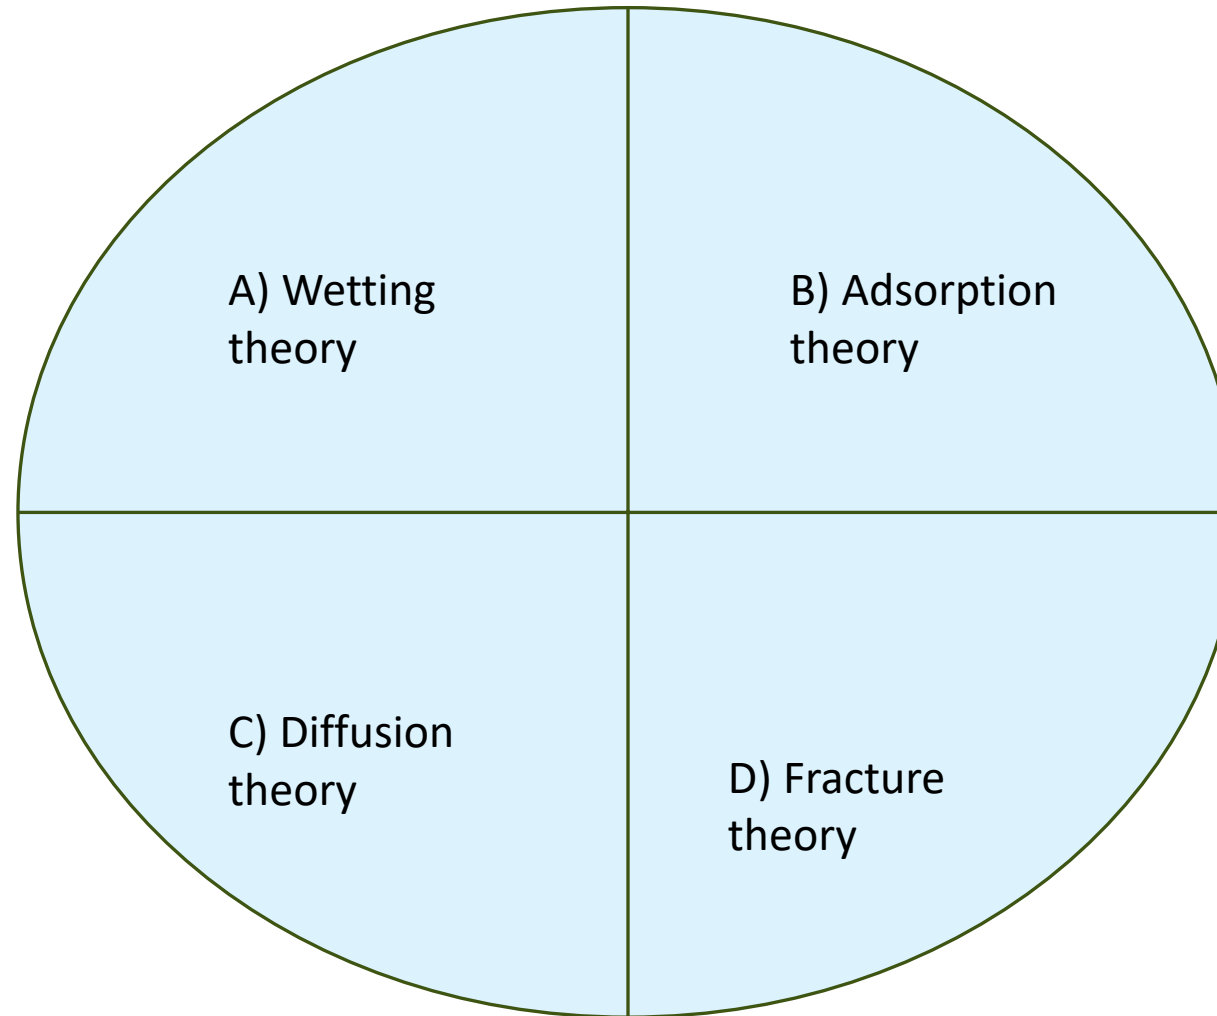 A) Wetting
theory
B) Adsorption
theory
C) Diffusion
theory
D) Fracture
theory